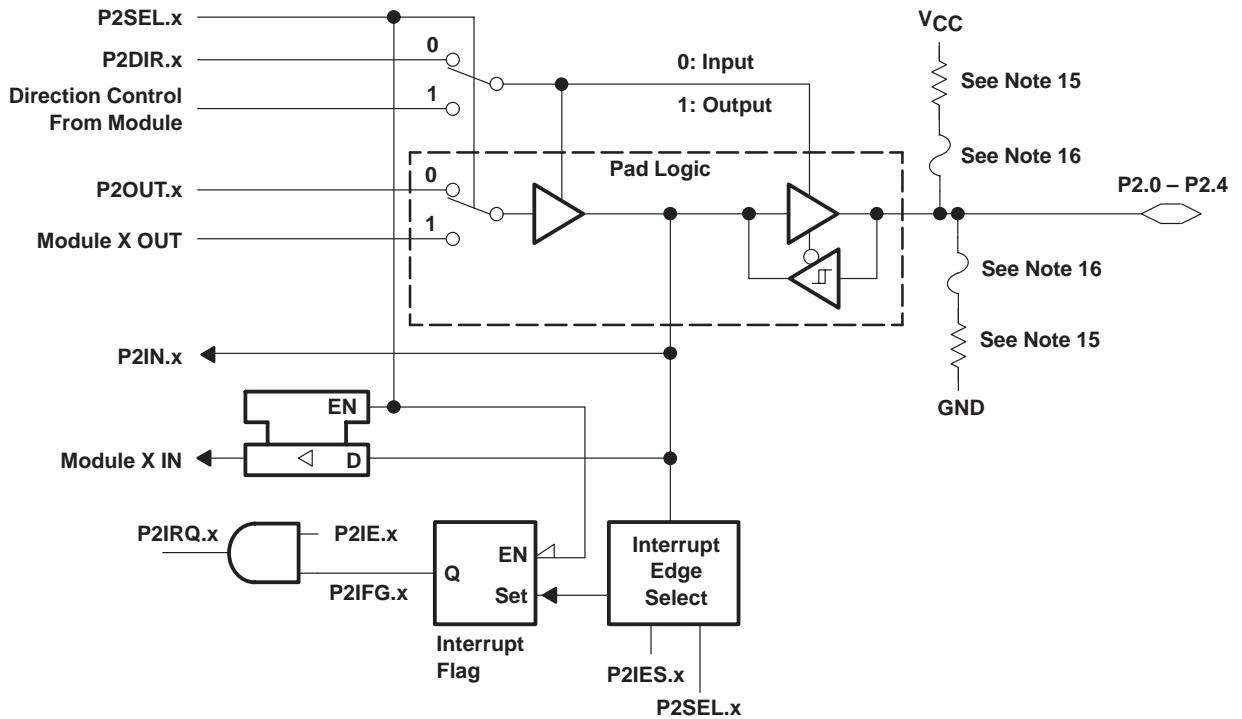 P2SEL.x
P2DIR.x
0
Direction Control
From Module
1
0: Input
1: Output
VCC
See Note 15
See Note 16
Pad Logic
P2OUT.x
0
Module X OUT
1
P2.0 – P2.4
See Note 16
See Note 15
GND
P2IN.x
EN
Module X IN
D
P2IRQ.x
P2IE.x
P2IFG.x
Q
EN
Set
Interrupt
Flag
Interrupt
Edge
Select
P2IES.x
P2SEL.x